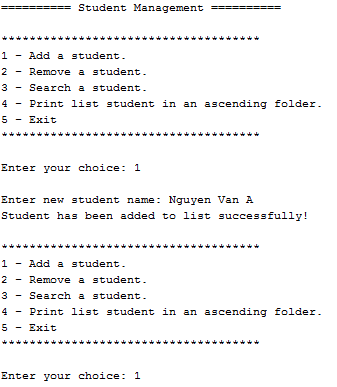 ========== Student Management ==========
*************************************
1 - Add a student.
2 - Remove a student.
3 - Search a student.
4 - Print list student in an ascending folder.
5 - Exit
*************************************
Enter your choice: 1
Enter new student name: Nguyen Van A
Student has been added to list successfully!
*************************************
1 - Add a student.
2 - Remove a student.
3 - Search a student.
4 - Print list student in an ascending folder.
5 - Exit
*************************************
Enter your choice: 1